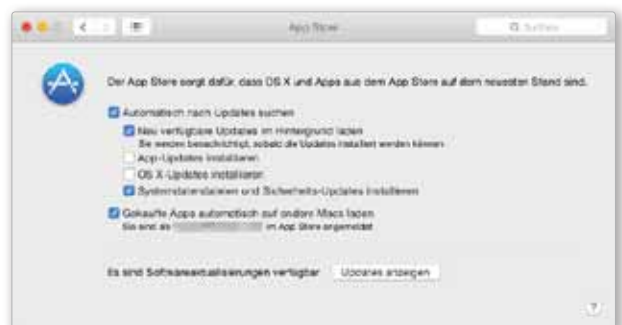 App Store
Suchen
Der App Store sorgt dafür, dass OS X und Apps aus dem App Store auf dem neuesten Stand sind.
Automatisch nach Updates suchen
Neu verfügbare Updates im Hintergrund laden
Sie werden benachrichtigt, sobald die Updates installiert werden können.
App-Updates installieren
OS X-Updates installieren
Systemdatendateien und Sicherheits-Updates installieren
Gekaufte Apps automatisch auf andere Macs laden
Sie sind als im App Store angemeldet
Es sind Softwareaktualisierungen verfügbar
Updates anzeigen
?